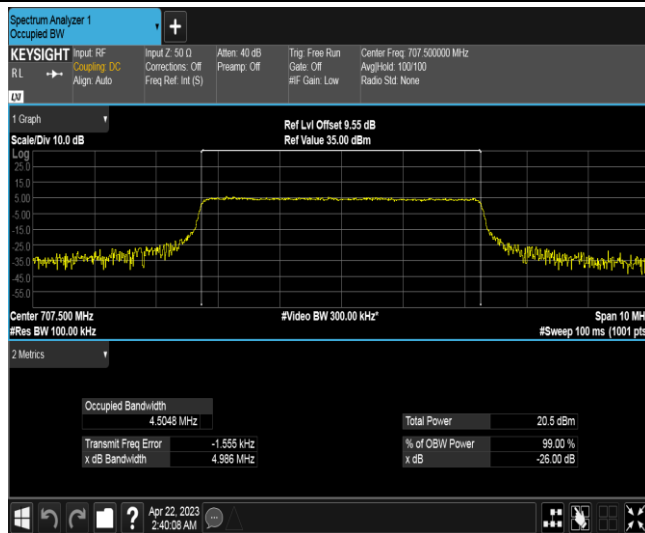 Spectrum Analyzer 1
Occupied BW
+
KEYSIGHT
RL
Input: RF
Coupling: DC
Align: Auto
Input Z: 50 Ω
Corrections: Off
Freq Ref: Int (S)
Atten: 40 dB
Preamp: Off
Trig: Free Run
Gate: Off
#IF Gain: Low
Center Freq: 707.500000 MHz
Avg|Hold: 100/100
Radio Std: None
1 Graph
Scale/Div 10.0 dB
Ref Lvl Offset 9.55 dB
Ref Value 35.00 dBm
Log
25.0
15.0
5.00
-5.00
-15.0
-25.0
-35.0
-45.0
-55.0
Center 707.500 MHz
#Video BW 300.00 kHz*
Span 10 MH
#Res BW 100.00 kHz
#Sweep 100 ms (1001 pts
2 Metrics
Occupied Bandwidth
4.5048 MHz
Total Power 20.5 dBm
Transmit Freq Error -1.555 kHz
% of OBW Power 99.00 %
x dB Bandwidth 4.986 MHz
x dB -26.00 dB
?
Apr 22, 2023
2:40:08 AM